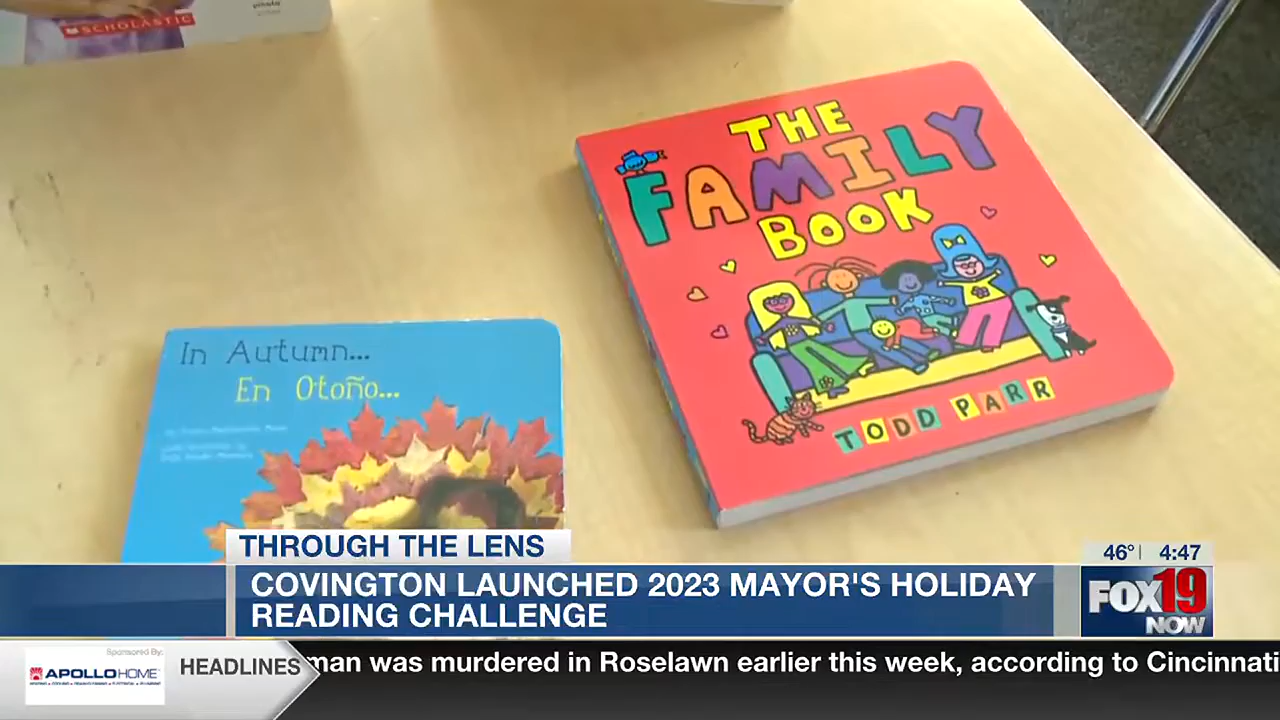 photo
SCHOLASTIC
THE
FAMILY
BOOK
TODD PARR
In Autumn...
En Otoño...
THROUGH THE LENS
COVINGTON LAUNCHED 2023 MAYOR'S HOLIDAY
READING CHALLENGE
46° 4:47
FOX19
NOW
Sponsored By:
APOLLOHOME
HEADLINES
man was murdered in Roselawn earlier this week, according to Cincinnati